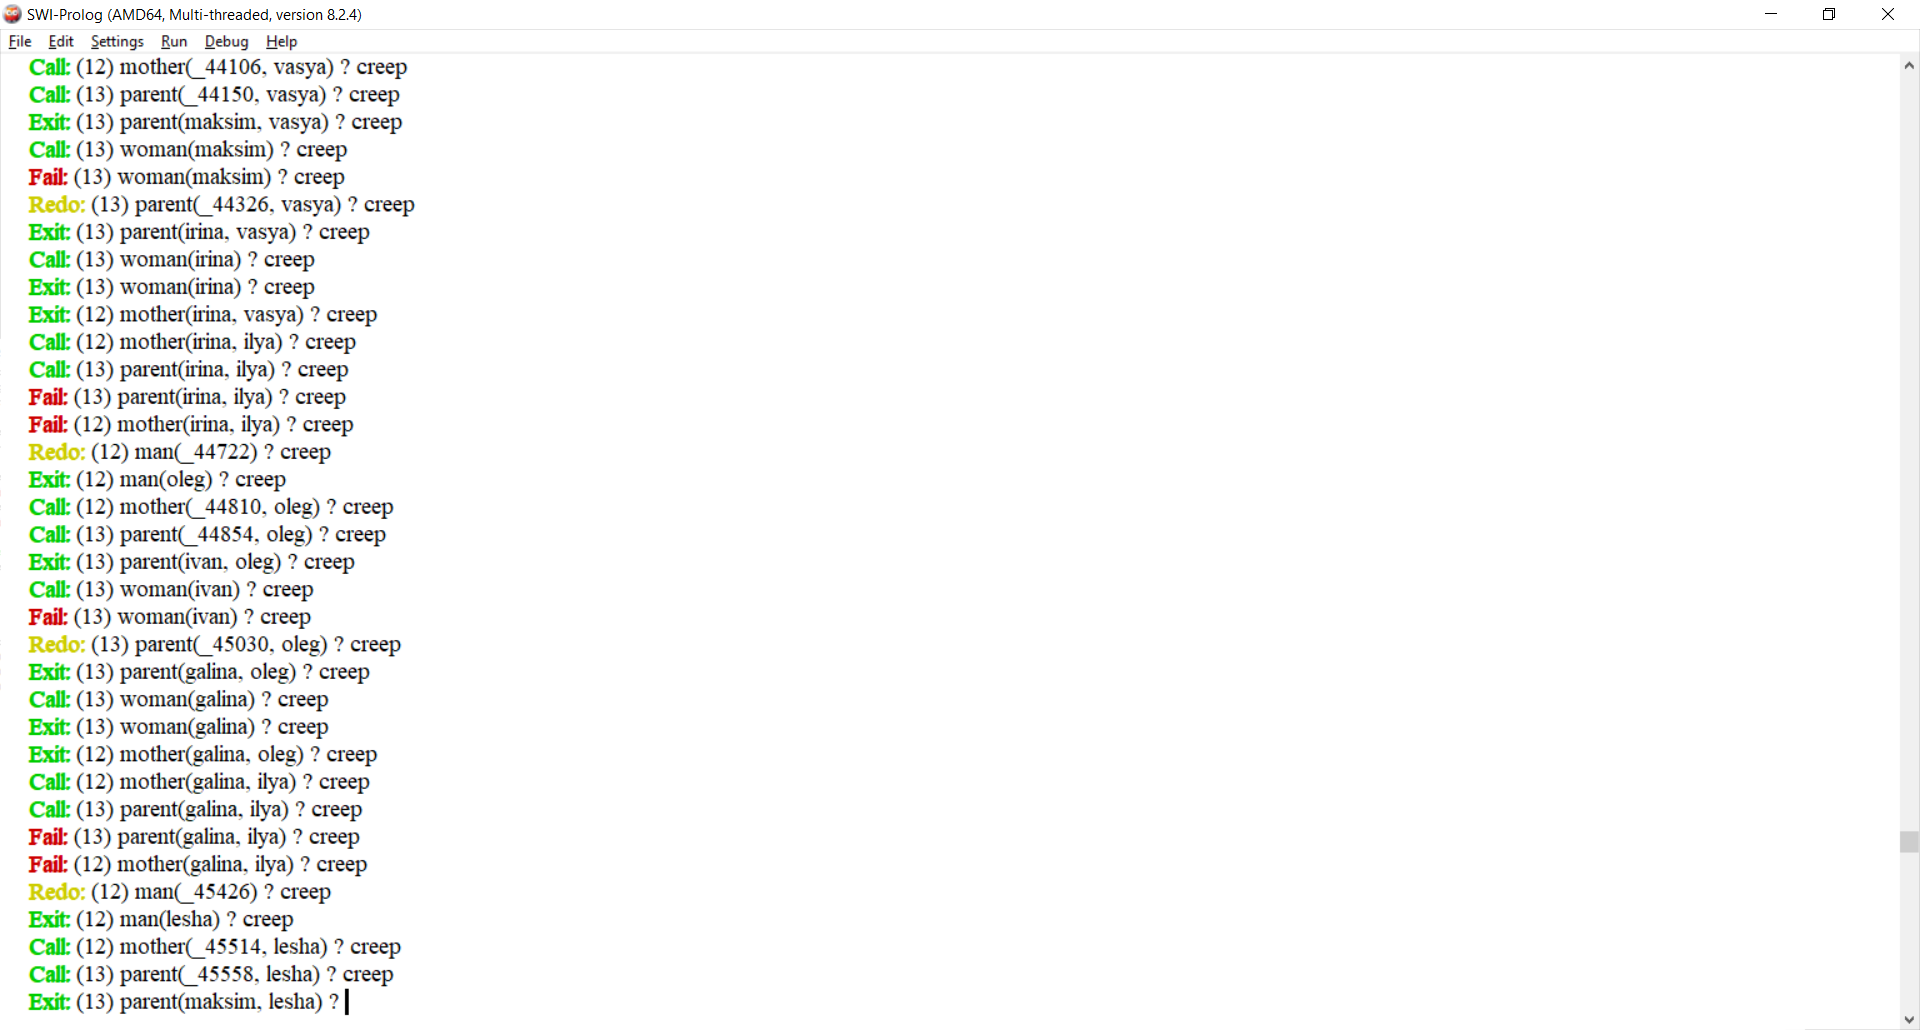 SWI-Prolog (AMD64, Multi-threaded, version 8.2.4)
File Edit Settings Run Debug Help
Call: (12) mother(_44106, vasya) ? creep
Call: (13) parent(_44150, vasya) ? creep
Exit: (13) parent(maksim, vasya) ? creep
Call: (13) woman(maksim) ? creep
Fail: (13) woman(maksim) ? creep
Redo: (13) parent(_44326, vasya) ? creep
Exit: (13) parent(irina, vasya) ? creep
Call: (13) woman(irina) ? creep
Exit: (13) woman(irina) ? creep
Exit: (12) mother(irina, vasya) ? creep
Call: (12) mother(irina, ilya) ? creep
Call: (13) parent(irina, ilya) ? creep
Fail: (13) parent(irina, ilya) ? creep
Fail: (12) mother(irina, ilya) ? creep
Redo: (12) man(_44722) ? creep
Exit: (12) man(oleg) ? creep
Call: (12) mother(_44810, oleg) ? creep
Call: (13) parent(_44854, oleg) ? creep
Exit: (13) parent(ivan, oleg) ? creep
Call: (13) woman(ivan) ? creep
Fail: (13) woman(ivan) ? creep
Redo: (13) parent(_45030, oleg) ? creep
Exit: (13) parent(galina, oleg) ? creep
Call: (13) woman(galina) ? creep
Exit: (13) woman(galina) ? creep
Exit: (12) mother(galina, oleg) ? creep
Call: (12) mother(galina, ilya) ? creep
Call: (13) parent(galina, ilya) ? creep
Fail: (13) parent(galina, ilya) ? creep
Fail: (12) mother(galina, ilya) ? creep
Redo: (12) man(_45426) ? creep
Exit: (12) man(lesha) ? creep
Call: (12) mother(_45514, lesha) ? creep
Call: (13) parent(_45558, lesha) ? creep
Exit: (13) parent(maksim, lesha) ?